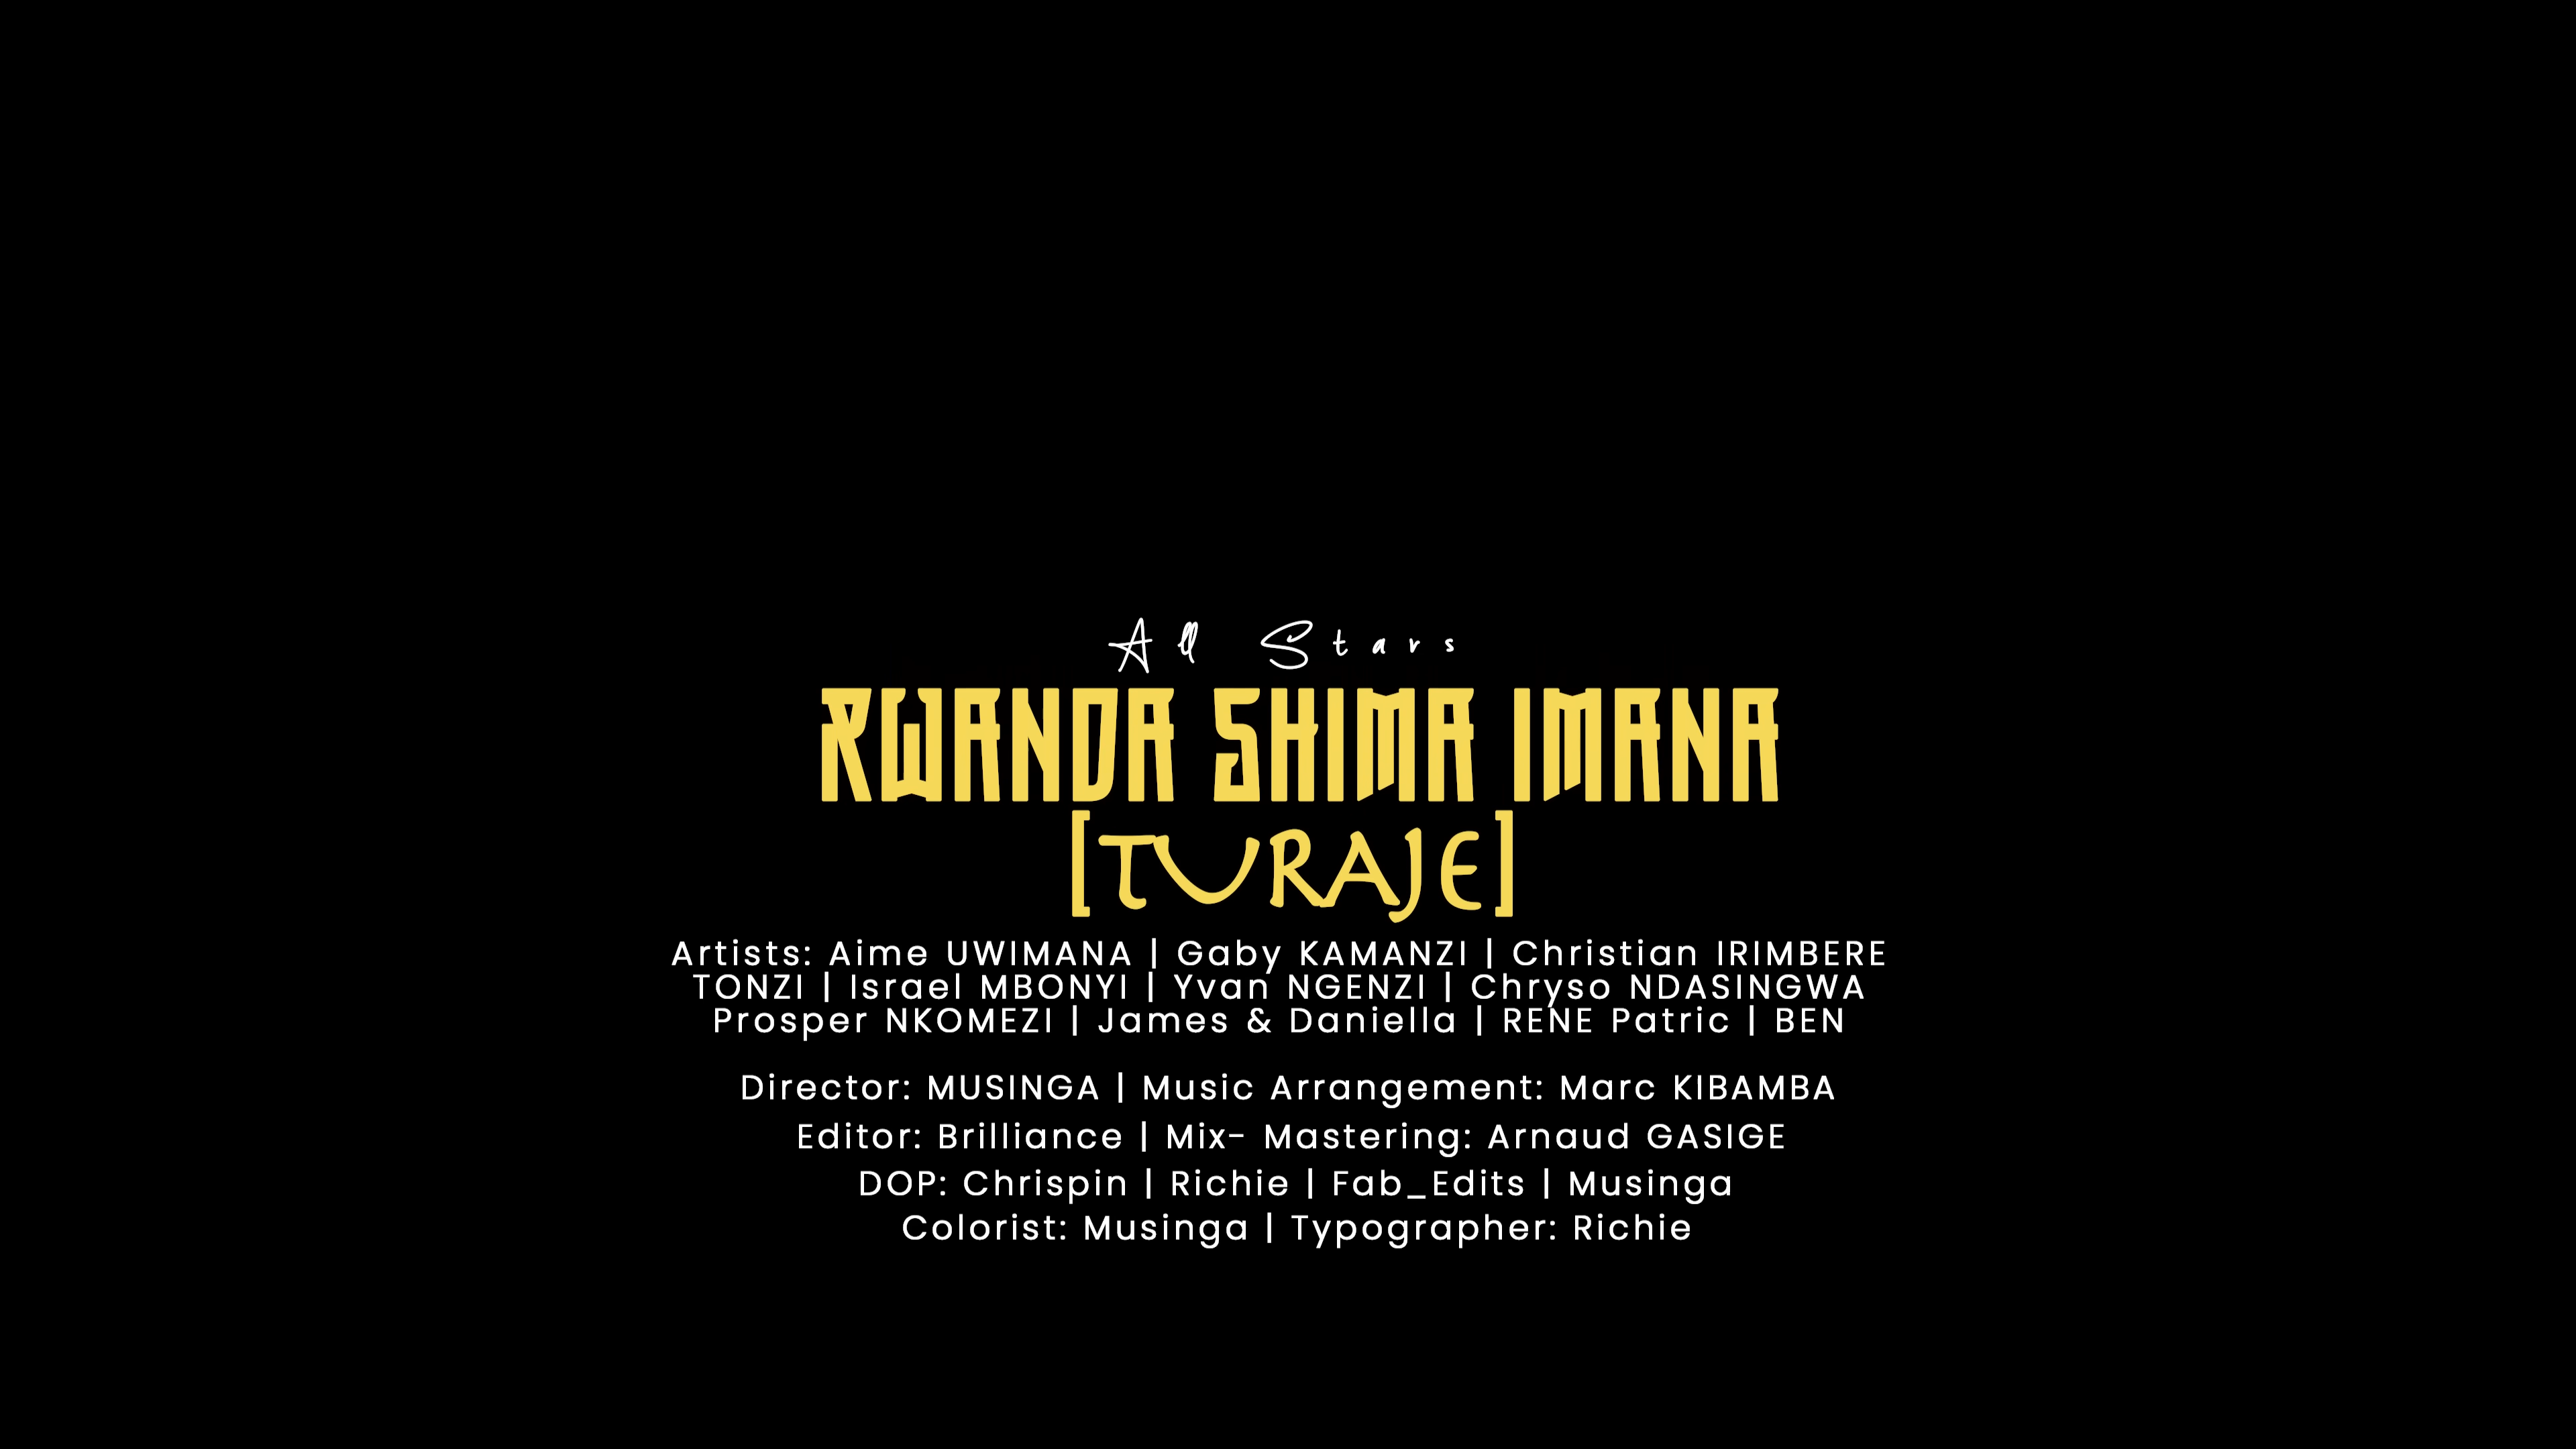 All Stars
RWANDA SHIMA IMANA
[TURAJE]
Artists: Aime UWIMANA | Gaby KAMANZI | Christian IRIMBERE
TONZI | Israel MBONYI | Yvan NGENZI | Chryso NDASINGWA
Prosper NKOMEZI | James & Daniella | RENE Patric | BEN
Director: MUSINGA | Music Arrangement: Marc KIBAMBA
Editor: Brilliance | Mix- Mastering: Arnaud GASIGE
DOP: Chrispin | Richie | Fab_Edits | Musinga
Colorist: Musinga | Typographer: Richie